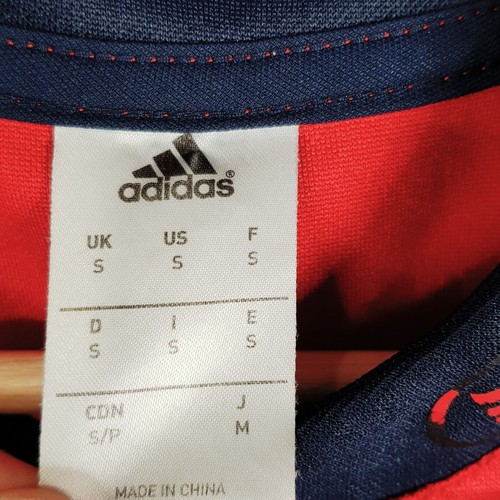 adidas®
UK US F
S S S
D I E
S S S
CDN J
S/P M
MADE IN CHINA